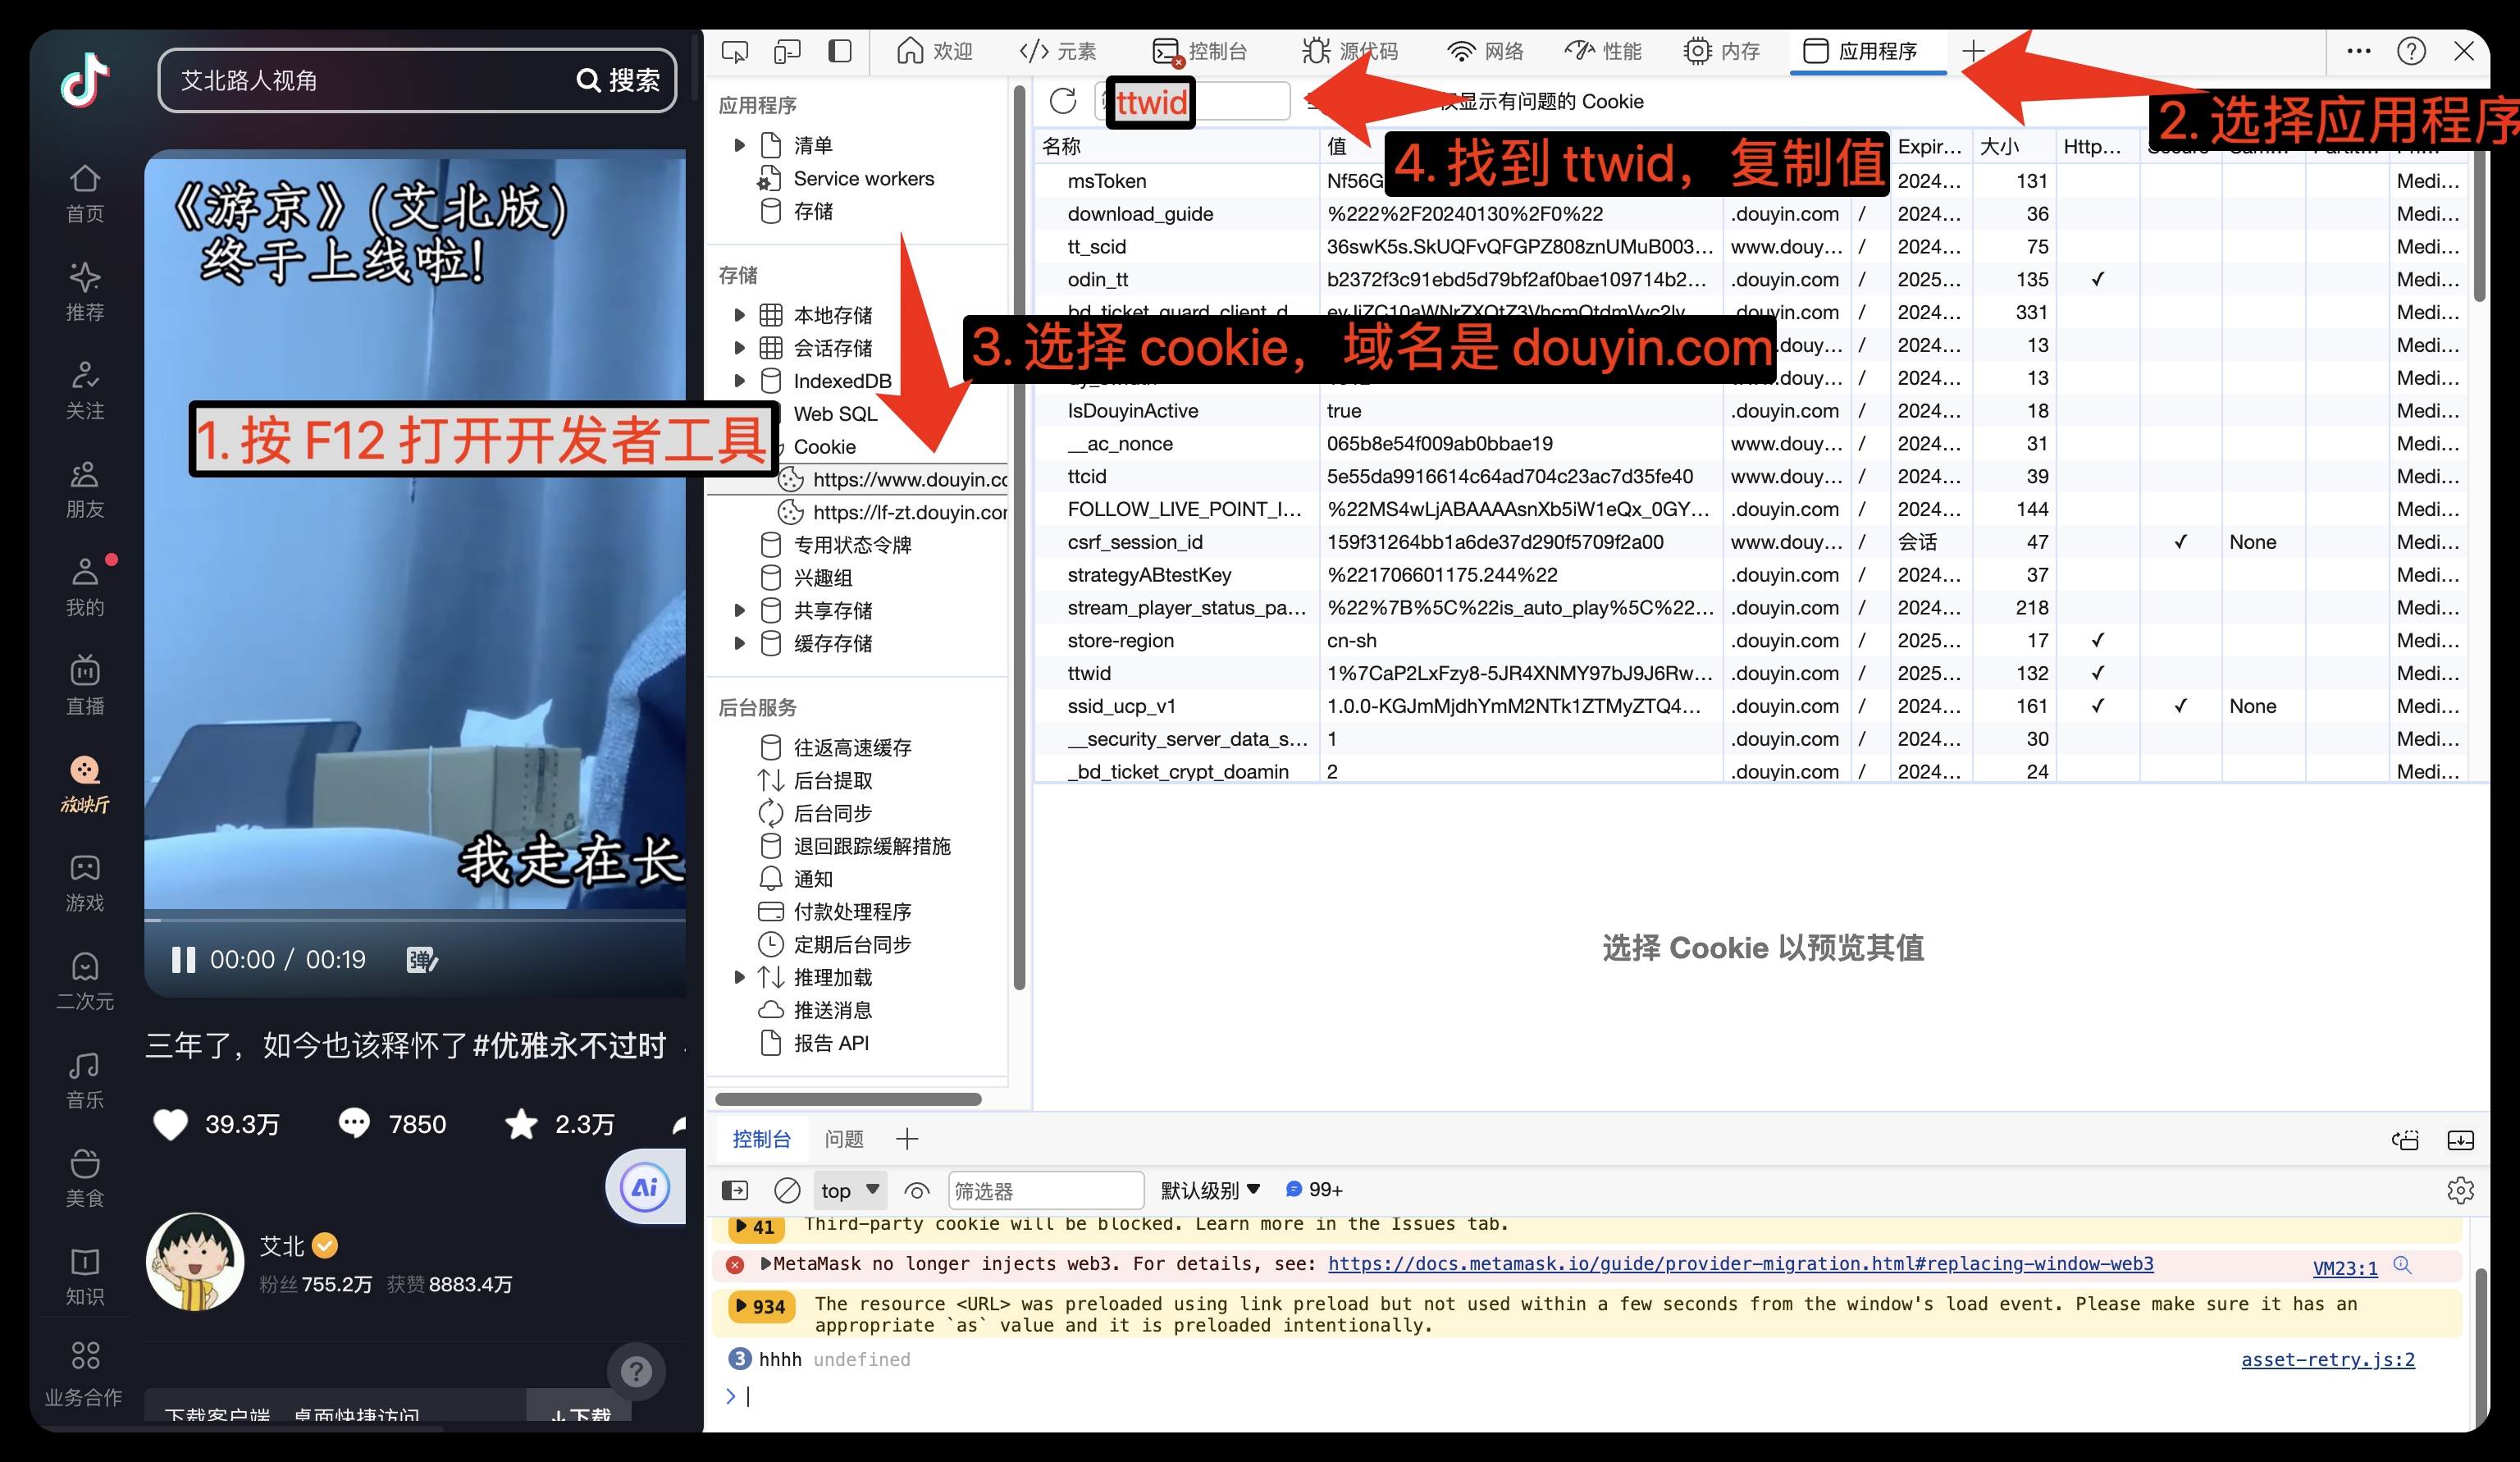 艾北路人视角
搜索
首页
推荐
关注
朋友
我的
直播
放映厅
游戏
二次元
音乐
美食
知识
业务合作
《游京》(艾北版)
终于上线啦!
我走在长
00:00 / 00:19
弹
三年了，如今也该释怀了#优雅永不过时
39.3万
7850
2.3万
Ai
艾北
粉丝 755.2万 获赞 8883.4万
?
下载客户端，桌面快捷访问
下载
1. 按 F12 打开开发者工具
2. 选择应用程序
3. 选择 cookie，域名是 douyin.com
4. 找到 ttwid，复制值
ttwid
欢迎
元素
控制台
源代码
网络
性能
内存
应用程序
应用程序
清单
Service workers
存储
存储
本地存储
会话存储
IndexedDB
Web SQL
Cookie
https://www.douyin.co
https://lf-zt.douyin.con
专用状态令牌
兴趣组
共享存储
缓存存储
后台服务
往返高速缓存
后台提取
后台同步
退回跟踪缓解措施
通知
付款处理程序
定期后台同步
推理加载
推送消息
报告 API
仅显示有问题的 Cookie
名称 值 Expir... 大小 Http...
msToken Nf56G 2024... 131 Medi...
download_guide %222%2F20240130%2F0%22 .douyin.com / 2024... 36 Medi...
tt_scid 36swK5s.SkUQFvQFGPZ808znUMuB003... www.douy... / 2024... 75 Medi...
odin_tt b2372f3c91ebd5d79bf2af0bae109714b2... .douyin.com / 2025... 135 ✓ Medi...
.douyin.com / 2024... 331 Medi...
.douy... / 2024... 13 Medi...
.douy... / 2024... 13 Medi...
IsDouyinActive true .douyin.com / 2024... 18 Medi...
__ac_nonce 065b8e54f009ab0bbae19 www.douy... / 2024... 31 Medi...
ttcid 5e55da9916614c64ad704c23ac7d35fe40 www.douy... / 2024... 39 Medi...
FOLLOW_LIVE_POINT_I... %22MS4wLjABAAAAsnXb5iW1eQx_0GY... .douyin.com / 2024... 144 Medi...
csrf_session_id 159f31264bb1a6de37d290f5709f2a00 www.douy... / 会话 47 ✓ None Medi...
strategyABtestKey %221706601175.244%22 .douyin.com / 2024... 37 Medi...
stream_player_status_pa... %22%7B%5C%22is_auto_play%5C%22... .douyin.com / 2024... 218 Medi...
store-region cn-sh .douyin.com / 2025... 17 ✓ Medi...
ttwid 1%7CaP2LxFzy8-5JR4XNMY97bJ9J6Rw... .douyin.com / 2025... 132 ✓ Medi...
ssid_ucp_v1 1.0.0-KGJmMjdhYmM2NTk1ZTMyZTQ4... .douyin.com / 2024... 161 ✓ ✓ None Medi...
__security_server_data_s... 1 .douyin.com / 2024... 30 Medi...
_bd_ticket_crypt_doamin 2 .douyin.com / 2024... 24 Medi...
选择 Cookie 以预览其值
控制台
问题
top
筛选器
默认级别
99+
41 Third-party cookie will be blocked. Learn more in the Issues tab.
MetaMask no longer injects web3. For details, see: https://docs.metamask.io/guide/provider-migration.html#replacing-window-web3 VM23:1
934 The resource <URL> was preloaded using link preload but not used within a few seconds from the window's load event. Please make sure it has an
appropriate `as` value and it is preloaded intentionally.
3 hhhh undefined asset-retry.js:2
>